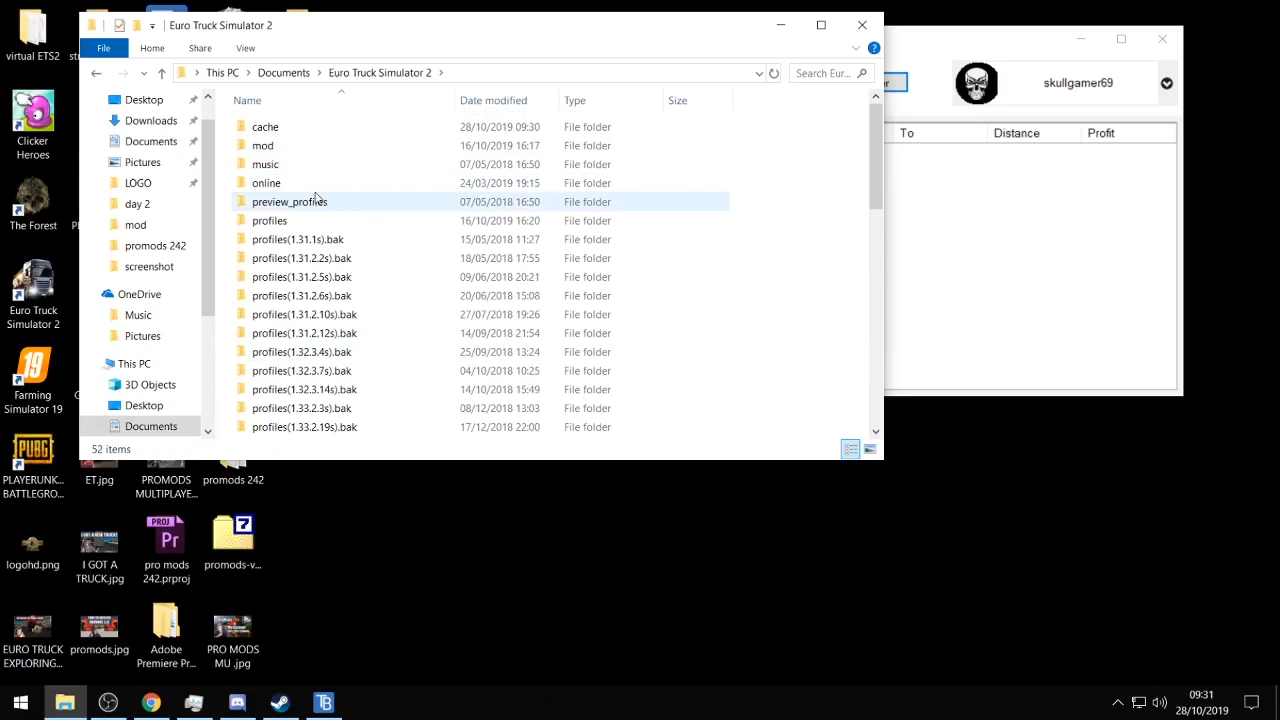 Euro Truck Simulator 2
File Home Share View
This PC Documents Euro Truck Simulator 2
Search Eur...
Name Date modified Type Size
cache 28/10/2019 09:30 File folder
mod 16/10/2019 16:17 File folder
music 07/05/2018 16:50 File folder
online 24/03/2019 19:15 File folder
preview_profiles 07/05/2018 16:50 File folder
profiles 16/10/2019 16:20 File folder
profiles(1.31.1s).bak 15/05/2018 11:27 File folder
profiles(1.31.2.2s).bak 18/05/2018 17:55 File folder
profiles(1.31.2.5s).bak 09/06/2018 20:21 File folder
profiles(1.31.2.6s).bak 20/06/2018 15:08 File folder
profiles(1.31.2.10s).bak 27/07/2018 19:26 File folder
profiles(1.31.2.12s).bak 14/09/2018 21:54 File folder
profiles(1.32.3.4s).bak 25/09/2018 13:24 File folder
profiles(1.32.3.7s).bak 04/10/2018 10:25 File folder
profiles(1.32.3.14s).bak 14/10/2018 15:49 File folder
profiles(1.33.2.3s).bak 08/12/2018 13:03 File folder
profiles(1.33.2.19s).bak 17/12/2018 22:00 File folder
Desktop
Downloads
Documents
Pictures
LOGO
day 2
mod
promods 242
screenshot
OneDrive
Music
Pictures
This PC
3D Objects
Desktop
Documents
52 items
skullgamer69
To Distance Profit
virtual ETS2
Clicker
Heroes
The Forest
Euro Truck
Simulator 2
Farming
Simulator 19
PUBG
PLAYERUNK...
BATTLEGRO...
ET.jpg
PROMODS
MULTIPLAYE...
promods 242
logohd.png
I GOT A
TRUCK.jpg
PROJ
Pr
pro mods
242.prproj
7
promods-v...
EURO TRUCK
EXPLORING...
promods.jpg
Adobe
Premiere Pr...
PRO MODS
MU .jpg
TB
09:31
28/10/2019